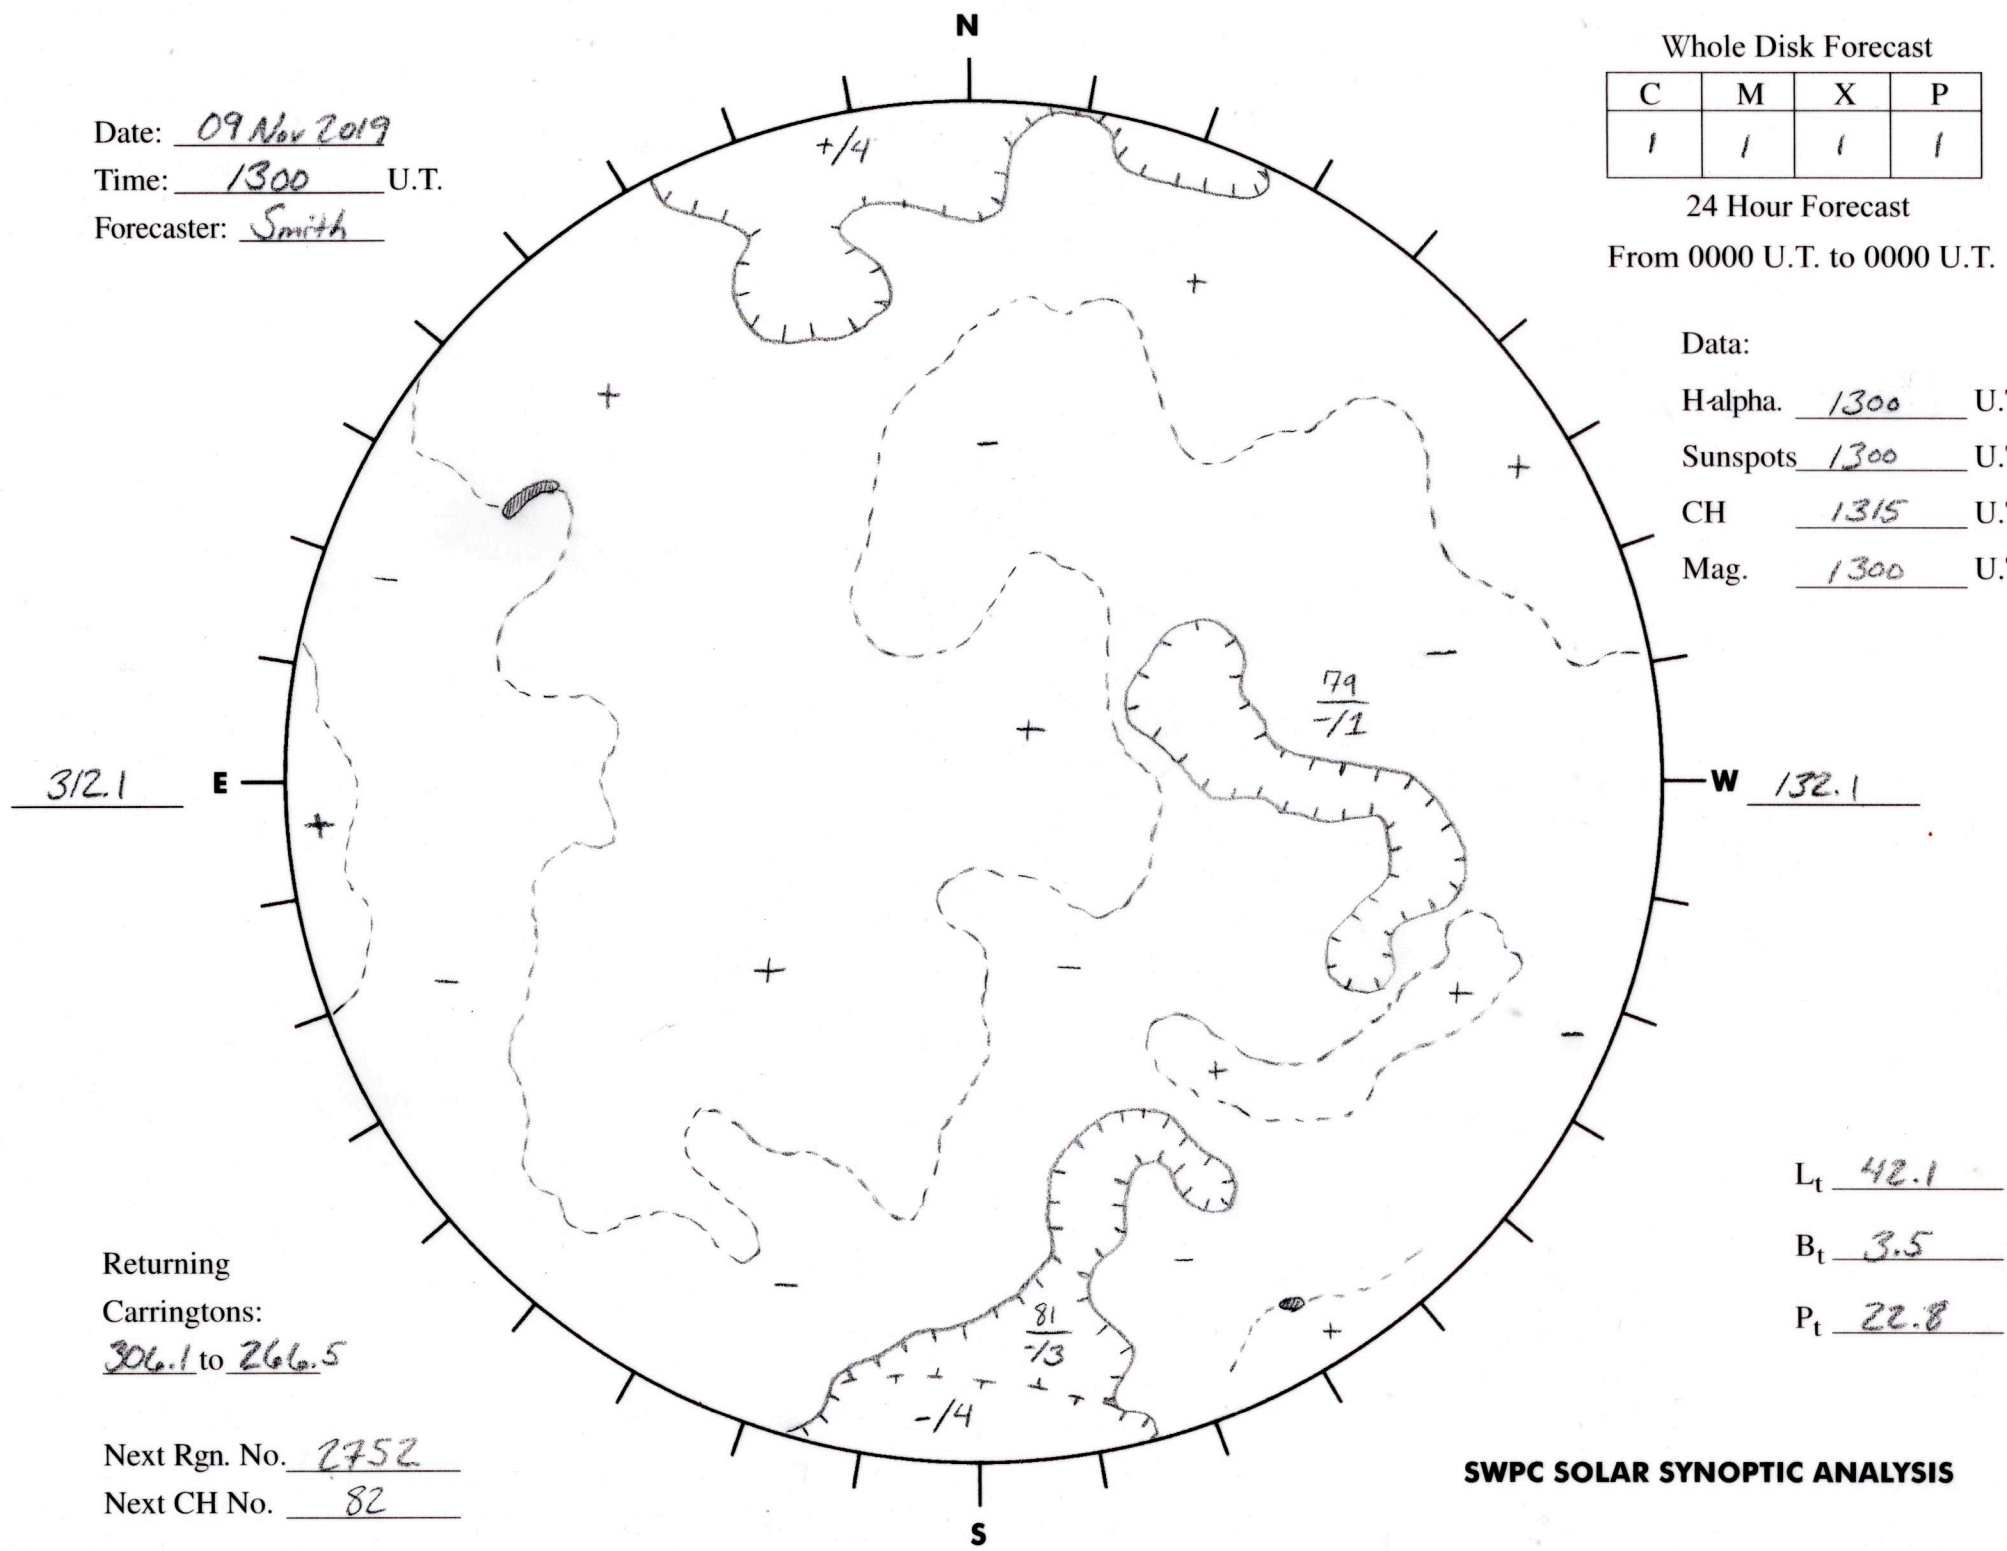 N
Whole Disk Forecast
C M X P
1 1 1 1
24 Hour Forecast
From 0000 U.T. to 0000 U.T.
Date: 09 Nov 2019
Time: 1300 U.T.
Forecaster: Smith
+/4
+
Data:
H-alpha. 1300 U.T
Sunspots 1300 U.T
CH 1315 U.T
Mag. 1300 U.T
+
-
+
-
-
79
-/1
+
312.1 E
W 132.1
+
-
+
-
+
-
+
Lt 42.1
Bt 3.5
Pt 22.8
-
-
81
-/3
+
-/4
Returning
Carringtons:
306.1 to 266.5
Next Rgn. No. 2752
Next CH No. 82
SWPC SOLAR SYNOPTIC ANALYSIS
S